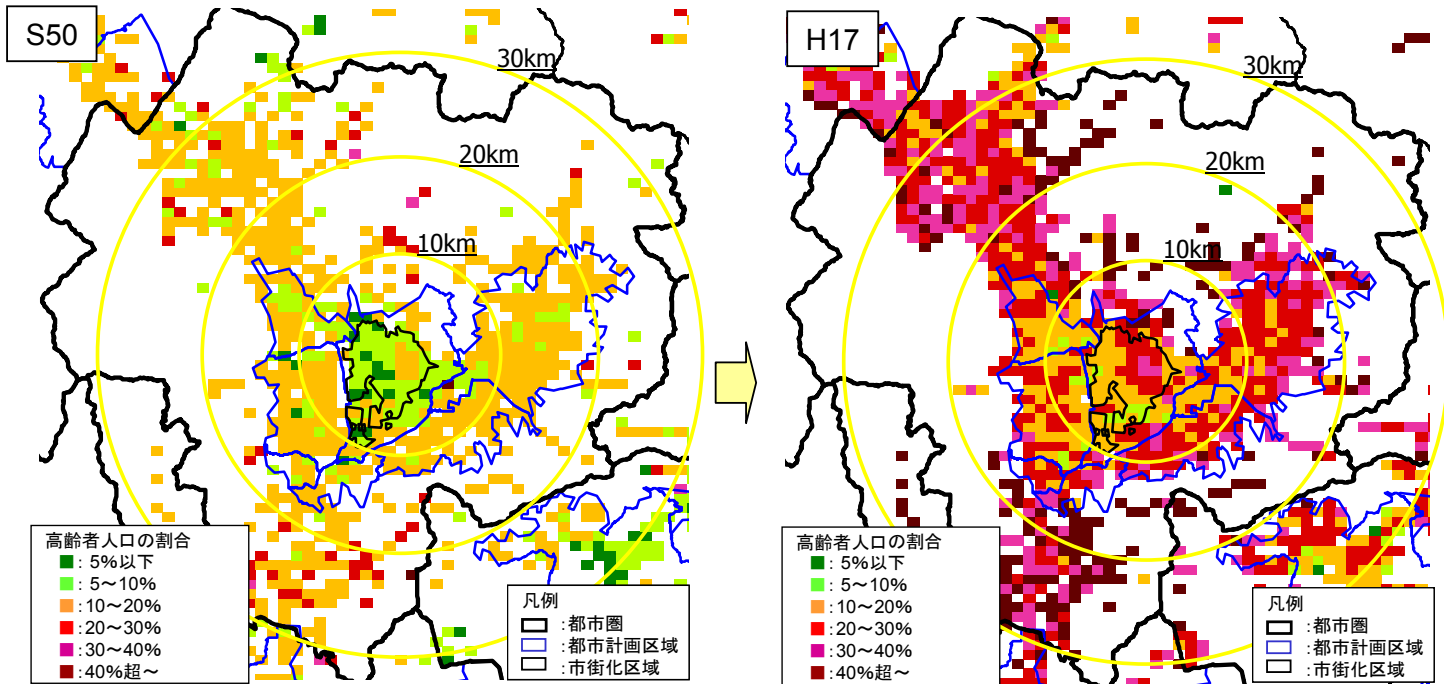 S50
30km
20km
10km
高齢者人口の割合
: 5%以下
: 5～10%
:10～20%
:20～30%
:30～40%
:40%超～
凡例
:都市圏
:都市計画区域
:市街化区域
H17
30km
20km
10km
高齢者人口の割合
: 5%以下
: 5～10%
:10～20%
:20～30%
:30～40%
:40%超～
凡例
:都市圏
:都市計画区域
:市街化区域